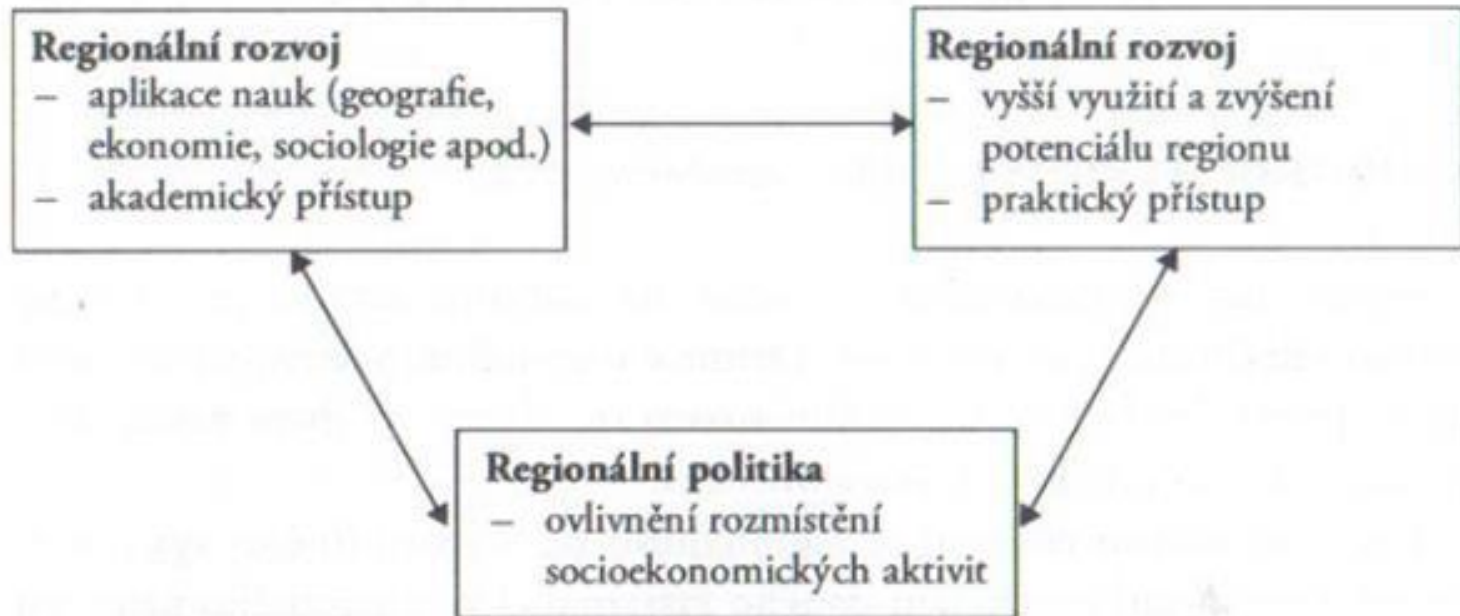 Regionální rozvoj
– aplikace nauk (geografie,
ekonomie, sociologie apod.)
– akademický přístup
Regionální rozvoj
– vyšší využití a zvýšení
potenciálu regionu
– praktický přístup
Regionální politika
– ovlivnění rozmístění
socioekonomických aktivit